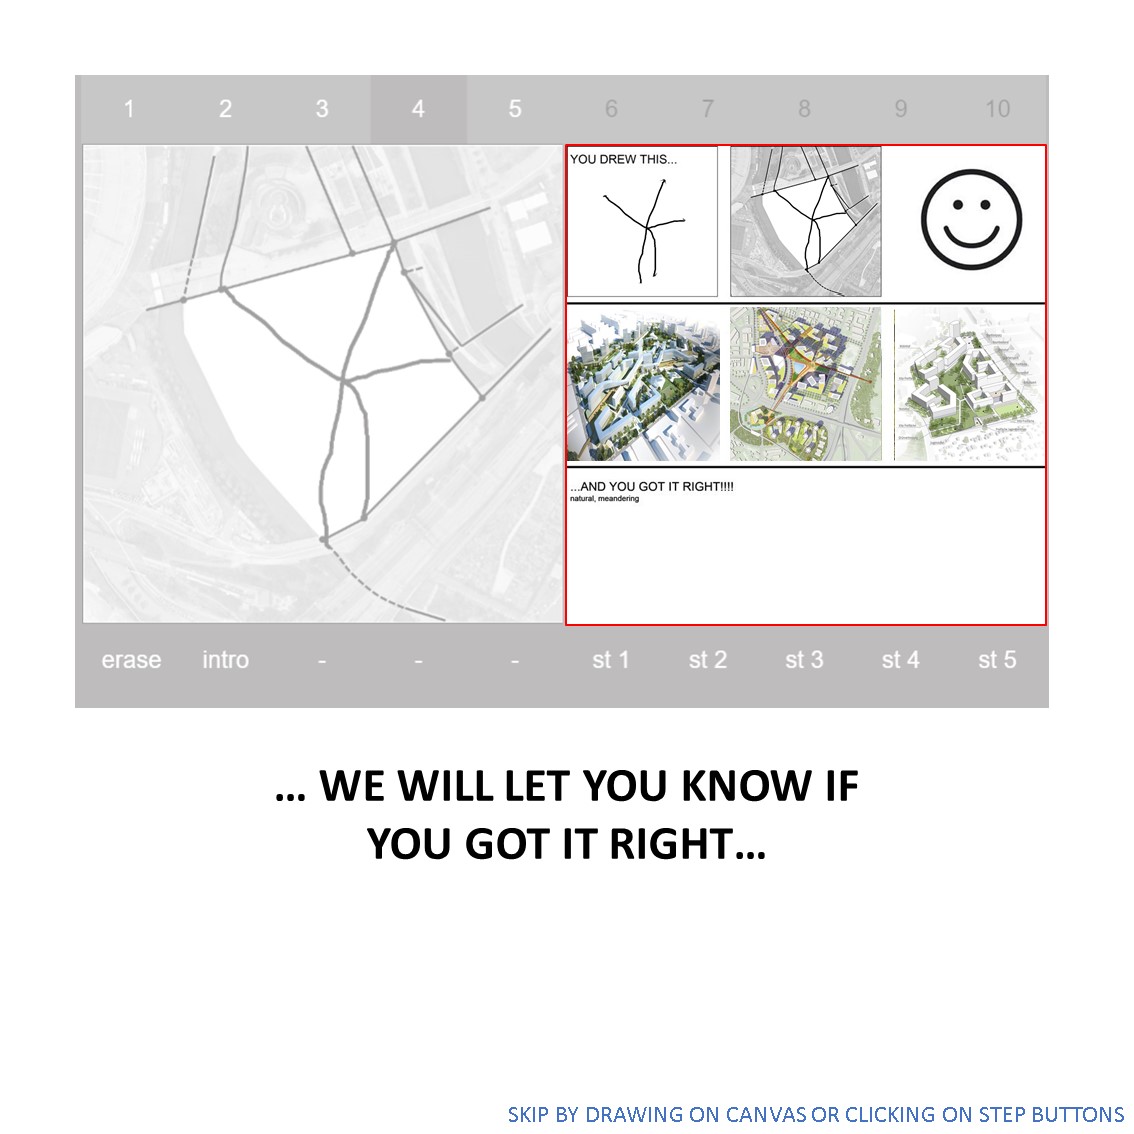 1 2 3 4 5 6 7 8 9 10
YOU DREW THIS...
...AND YOU GOT IT RIGHT!!!!
natural, meandering
erase intro - - - st 1 st 2 st 3 st 4 st 5
... WE WILL LET YOU KNOW IF
YOU GOT IT RIGHT...
SKIP BY DRAWING ON CANVAS OR CLICKING ON STEP BUTTONS